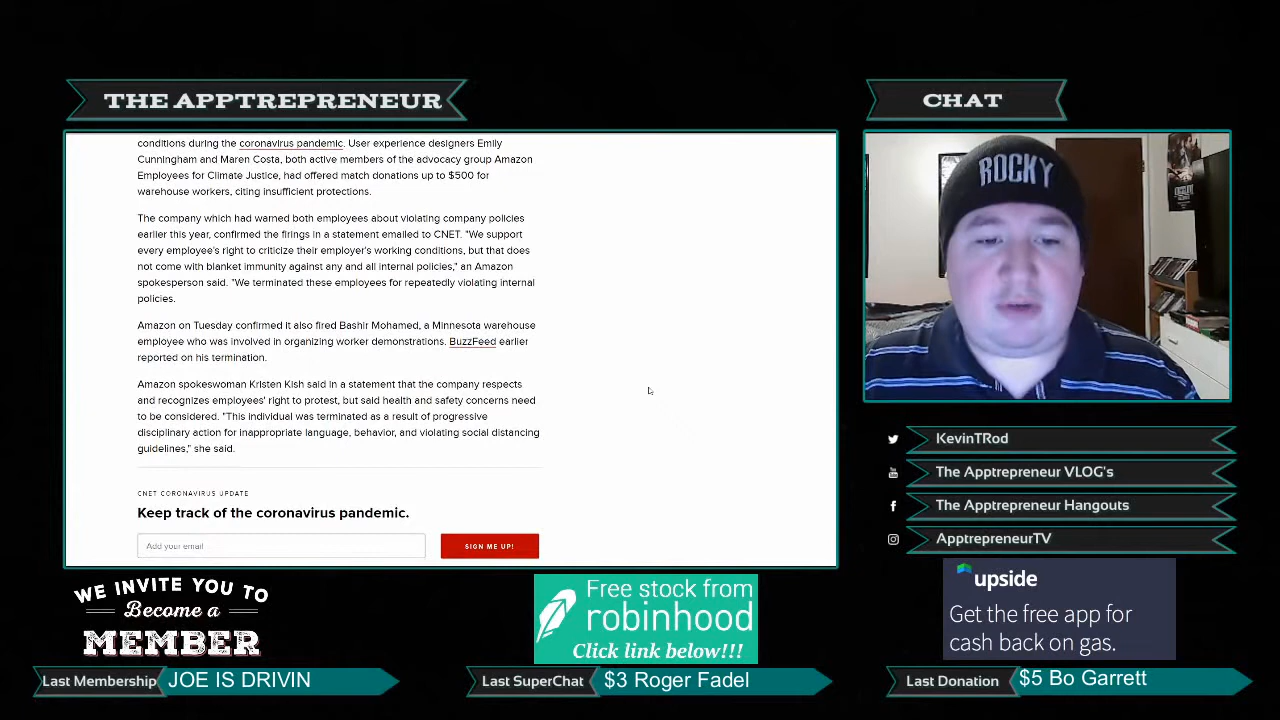 THE APPTREPRENEUR
CHAT
conditions during the coronavirus pandemic. User experience designers Emily
Cunningham and Maren Costa, both active members of the advocacy group Amazon
Employees for Climate Justice, had offered match donations up to $500 for
warehouse workers, citing insufficient protections.
The company which had warned both employees about violating company policies
earlier this year, confirmed the firings in a statement emailed to CNET. "We support
every employee's right to criticize their employer's working conditions, but that does
not come with blanket immunity against any and all internal policies," an Amazon
spokesperson said. "We terminated these employees for repeatedly violating internal
policies.
Amazon on Tuesday confirmed it also fired Bashir Mohamed, a Minnesota warehouse
employee who was involved in organizing worker demonstrations. BuzzFeed earlier
reported on his termination.
Amazon spokeswoman Kristen Kish said in a statement that the company respects
and recognizes employees' right to protest, but said health and safety concerns need
to be considered. "This individual was terminated as a result of progressive
disciplinary action for inappropriate language, behavior, and violating social distancing
guidelines," she said.
CNET CORONAVIRUS UPDATE
Keep track of the coronavirus pandemic.
Add your email
SIGN ME UP!
ROCKY
KevinTRod
The Apptrepreneur VLOG's
The Apptrepreneur Hangouts
ApptrepreneurTV
WE INVITE YOU TO
Become a
MEMBER
Free stock from
robinhood
Click link below!!!
upside
Get the free app for
cash back on gas.
Last Membership JOE IS DRIVIN
Last SuperChat $3 Roger Fadel
Last Donation $5 Bo Garrett